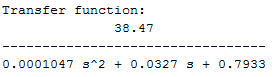 Transfer function:
38.47
---------------------------------
0.0001047 s^2 + 0.0327 s + 0.7933